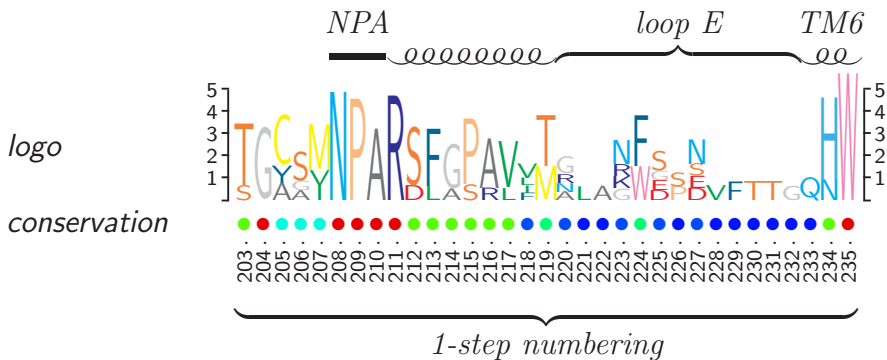 NPA loop E TM6
5 5
4 4
3 3
2 2
1 1
logo
T G C S M N P A R S F G P A V V T G L A N F S S N V F T T G Q H W
S Y G Y D L A S R L M R R W E P S N
A A N K D E
D
conservation
203 204 205 206 207 208 209 210 211 212 213 214 215 216 217 218 219 220 221 222 223 224 225 226 227 228 229 230 231 232 233 234 235
1-step numbering